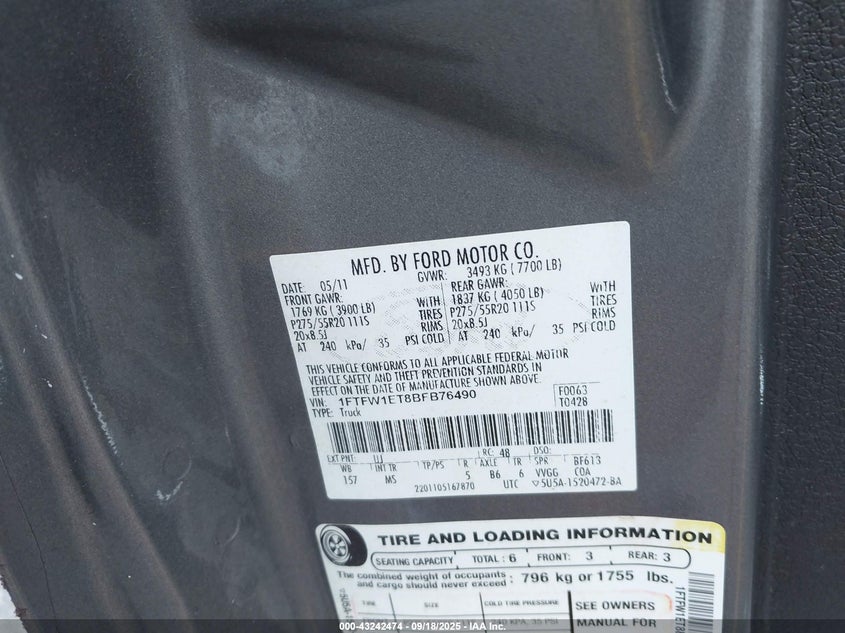 MFD. BY FORD MOTOR CO.
DATE: 05/11 GVWR: 3493 KG (7700 LB)
FRONT GAWR: REAR GAWR:
1769 KG (3900 LB) WITH 1837 KG (4050 LB) WITH
P275/55R20 111S TIRES P275/55R20 111S TIRES
20x8.5J RIMS 20x8.5J RIMS
AT 240 kPa/ 35 PSI COLD AT 240 kPa/ 35 PSI COLD
THIS VEHICLE CONFORMS TO ALL APPLICABLE FEDERAL MOTOR
VEHICLE SAFETY AND THEFT PREVENTION STANDARDS IN
EFFECT ON THE DATE OF MANUFACTURE SHOWN ABOVE.
VIN: 1FTFW1ET8BFB76490 F0063
TYPE: Truck T0428
EXT PNT: UJ RC: 48 DSO:
WB INT TR TP/PS R AXLE TR SPR BF613
157 MS 5 B6 6 VVGG COA
2201105167870 UTC ▽5U5A-1520472-BA
TIRE AND LOADING INFORMATION
SEATING CAPACITY TOTAL: 6 FRONT: 3 REAR: 3
The combined weight of occupants and cargo should never exceed : 796 kg or 1755 lbs.
TIRE SIZE COLD TIRE PRESSURE SEE OWNERS
35 PSI MANUAL FOR
1FTFW1ET8
000-43242474 - 09/18/2025 - IAA Inc.